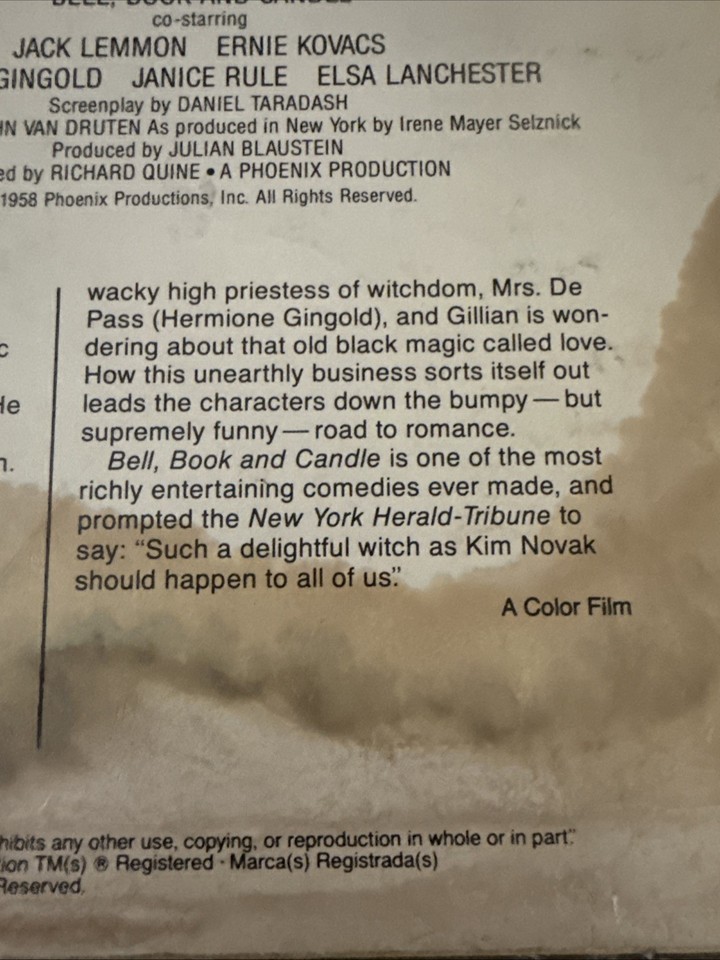 BELL, BOOK AND CANDLE
co-starring
JACK LEMMON ERNIE KOVACS
GINGOLD JANICE RULE ELSA LANCHESTER
Screenplay by DANIEL TARADASH
VAN DRUTEN As produced in New York by Irene Mayer Selznick
Produced by JULIAN BLAUSTEIN
by RICHARD QUINE • A PHOENIX PRODUCTION
1958 Phoenix Productions, Inc. All Rights Reserved.
wacky high priestess of witchdom, Mrs. De
Pass (Hermione Gingold), and Gillian is won-
dering about that old black magic called love.
How this unearthly business sorts itself out
leads the characters down the bumpy — but
supremely funny — road to romance.
Bell, Book and Candle is one of the most
richly entertaining comedies ever made, and
prompted the New York Herald-Tribune to
say: “Such a delightful witch as Kim Novak
should happen to all of us.”
A Color Film
hibits any other use, copying, or reproduction in whole or in part.”
ion TM(s) ® Registered · Marca(s) Registrada(s)
Reserved.